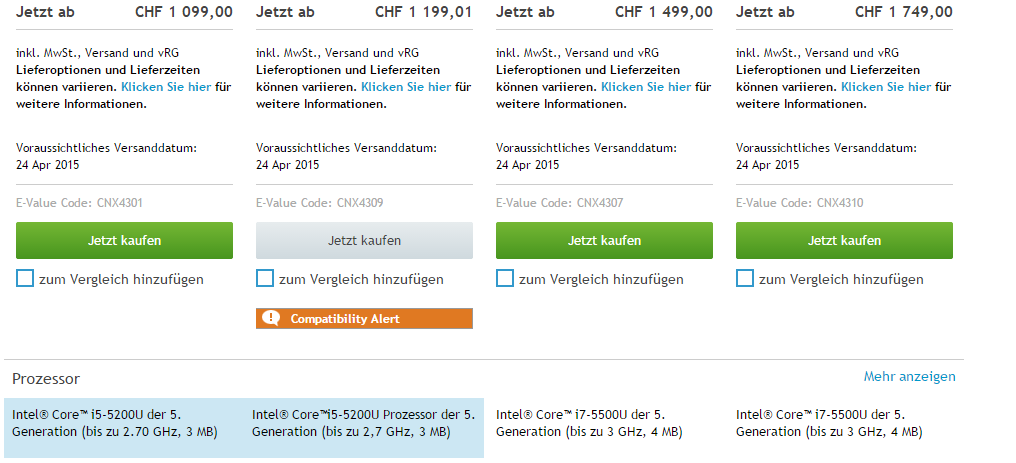 Jetzt ab CHF 1 099,00
inkl. MwSt., Versand und vRG
Lieferoptionen und Lieferzeiten
können variieren. Klicken Sie hier für
weitere Informationen.
Voraussichtliches Versanddatum:
24 Apr 2015
E-Value Code: CNX4301
Jetzt kaufen
zum Vergleich hinzufügen
Jetzt ab CHF 1 199,01
inkl. MwSt., Versand und vRG
Lieferoptionen und Lieferzeiten
können variieren. Klicken Sie hier für
weitere Informationen.
Voraussichtliches Versanddatum:
24 Apr 2015
E-Value Code: CNX4309
Jetzt kaufen
zum Vergleich hinzufügen
Compatibility Alert
Jetzt ab CHF 1 499,00
inkl. MwSt., Versand und vRG
Lieferoptionen und Lieferzeiten
können variieren. Klicken Sie hier für
weitere Informationen.
Voraussichtliches Versanddatum:
24 Apr 2015
E-Value Code: CNX4307
Jetzt kaufen
zum Vergleich hinzufügen
Jetzt ab CHF 1 749,00
inkl. MwSt., Versand und vRG
Lieferoptionen und Lieferzeiten
können variieren. Klicken Sie hier für
weitere Informationen.
Voraussichtliches Versanddatum:
24 Apr 2015
E-Value Code: CNX4310
Jetzt kaufen
zum Vergleich hinzufügen
Prozessor
Mehr anzeigen
Intel® Core™ i5-5200U der 5.
Generation (bis zu 2.70 GHz, 3 MB)
Intel® Core™i5-5200U Prozessor der 5.
Generation (bis zu 2,7 GHz, 3 MB)
Intel® Core™ i7-5500U der 5.
Generation (bis zu 3 GHz, 4 MB)
Intel® Core™ i7-5500U der 5.
Generation (bis zu 3 GHz, 4 MB)